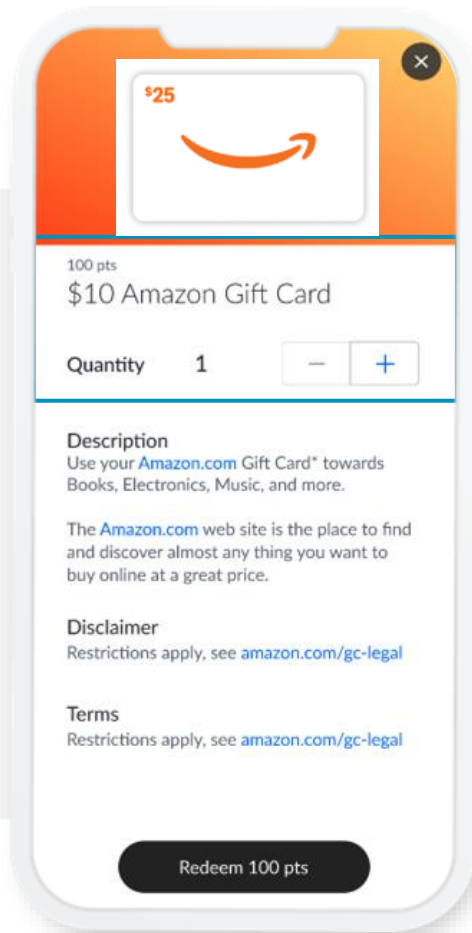 $25
100 pts
$10 Amazon Gift Card
Quantity 1 − +
Description
Use your Amazon.com Gift Card* towards
Books, Electronics, Music, and more.
The Amazon.com web site is the place to find
and discover almost any thing you want to
buy online at a great price.
Disclaimer
Restrictions apply, see amazon.com/gc-legal
Terms
Restrictions apply, see amazon.com/gc-legal
Redeem 100 pts